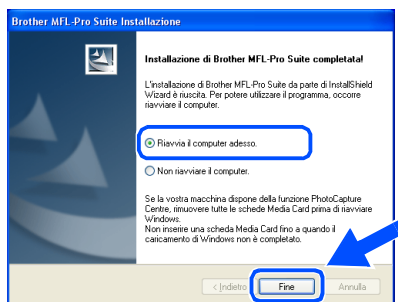 Brother MFL-Pro Suite Installazione
Installazione di Brother MFL-Pro Suite completata!
L'installazione di Brother MFL-Pro Suite da parte di InstallShield
Wizard è riuscita. Per potere utilizzare il programma, occorre
riavviare il computer.
Riavvia il computer adesso.
Non riavviare il computer.
Se la vostra macchina dispone della funzione PhotoCapture
Centre, rimuovere tutte le schede Media Card prima di riavviare
Windows.
Non inserire una scheda Media Card fino a quando il
caricamento di Windows non è completato.
< Indietro Fine Annulla